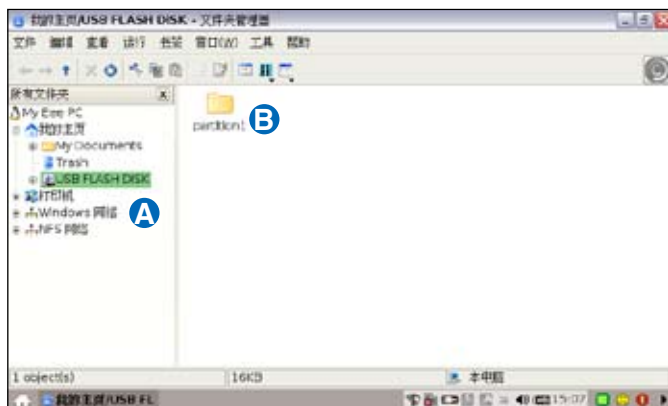 我的主页/USB FLASH DISK - 文件夹管理器
文件 编辑 查看 运行 书签 窗口(W) 工具 帮助
所有文件夹
My Eee PC
我的主页
My Documents
Trash
USB FLASH DISK
打印机
Windows 网络
NFS 网络
A
partition1
B
1 object(s)
16KB
本电脑
我的主页/USB FL
15:07